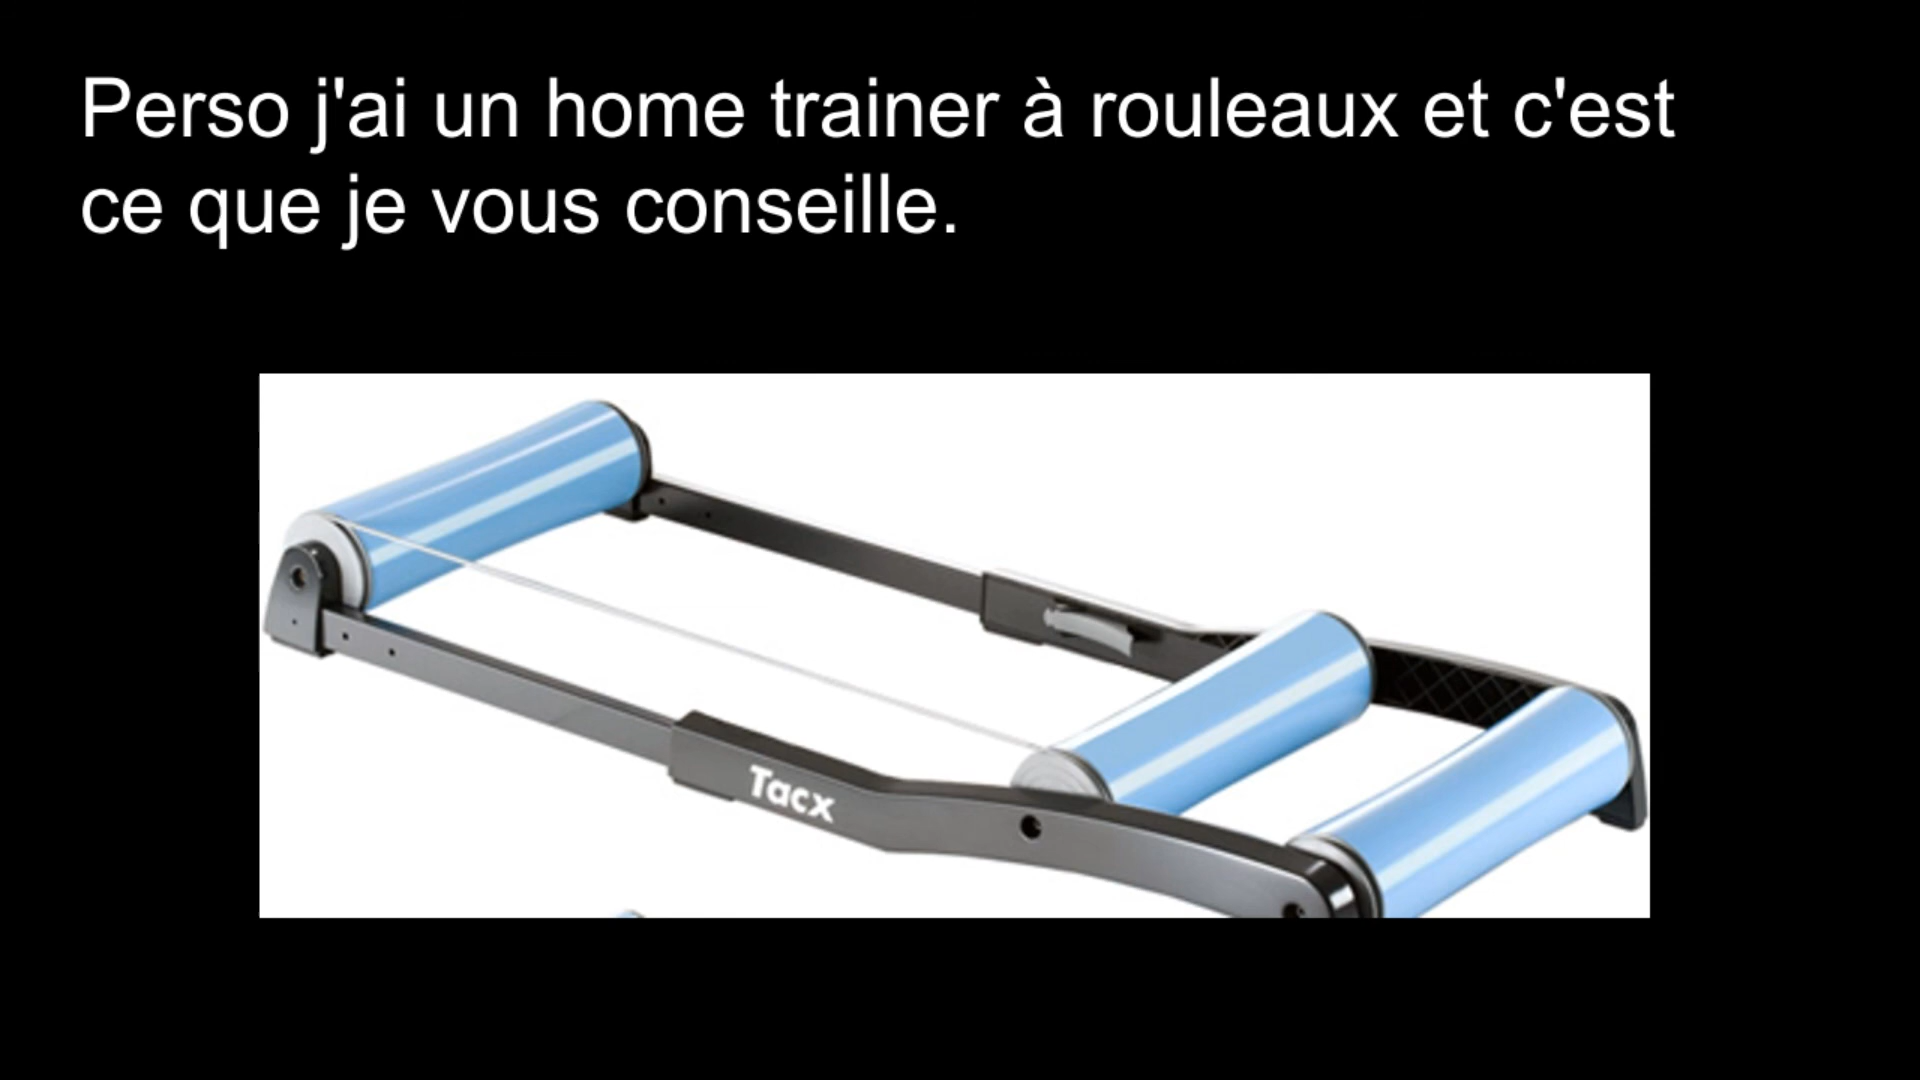 Perso j'ai un home trainer à rouleaux et c'est
ce que je vous conseille.
Tacx